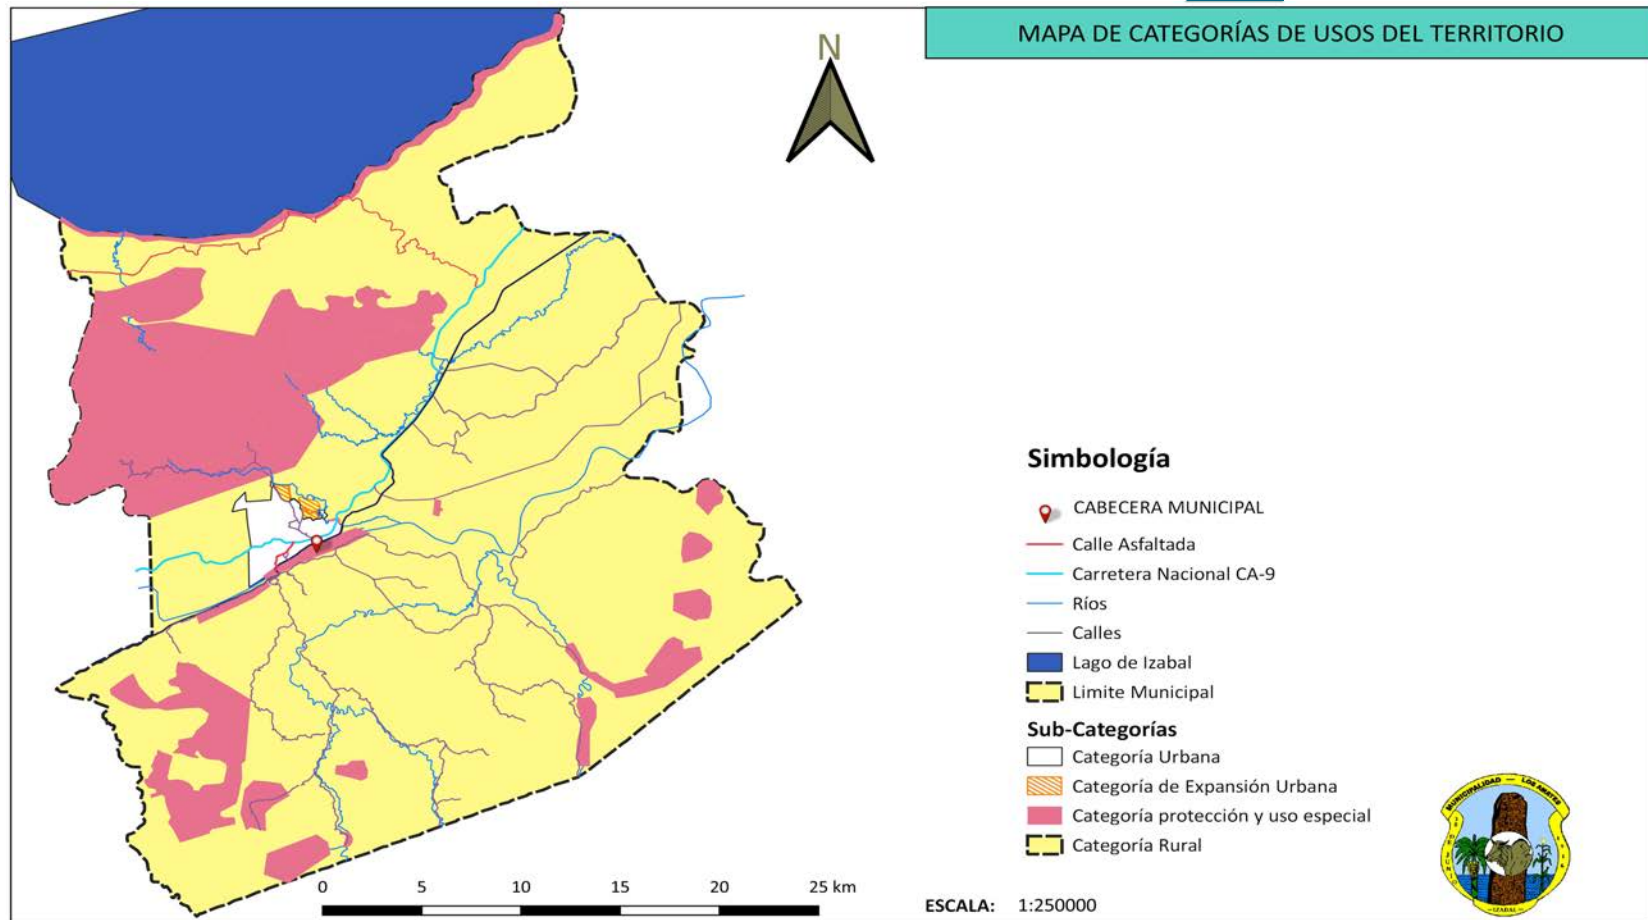 MAPA DE CATEGORÍAS DE USOS DEL TERRITORIO
N
Simbología
CABECERA MUNICIPAL
Calle Asfaltada
Carretera Nacional CA-9
Ríos
Calles
Lago de Izabal
Limite Municipal
Sub-Categorías
Categoría Urbana
Categoría de Expansión Urbana
Categoría protección y uso especial
Categoría Rural
0 5 10 15 20 25 km
ESCALA: 1:250000
MUNICIPALIDAD — LOS AMATES
IZABAL